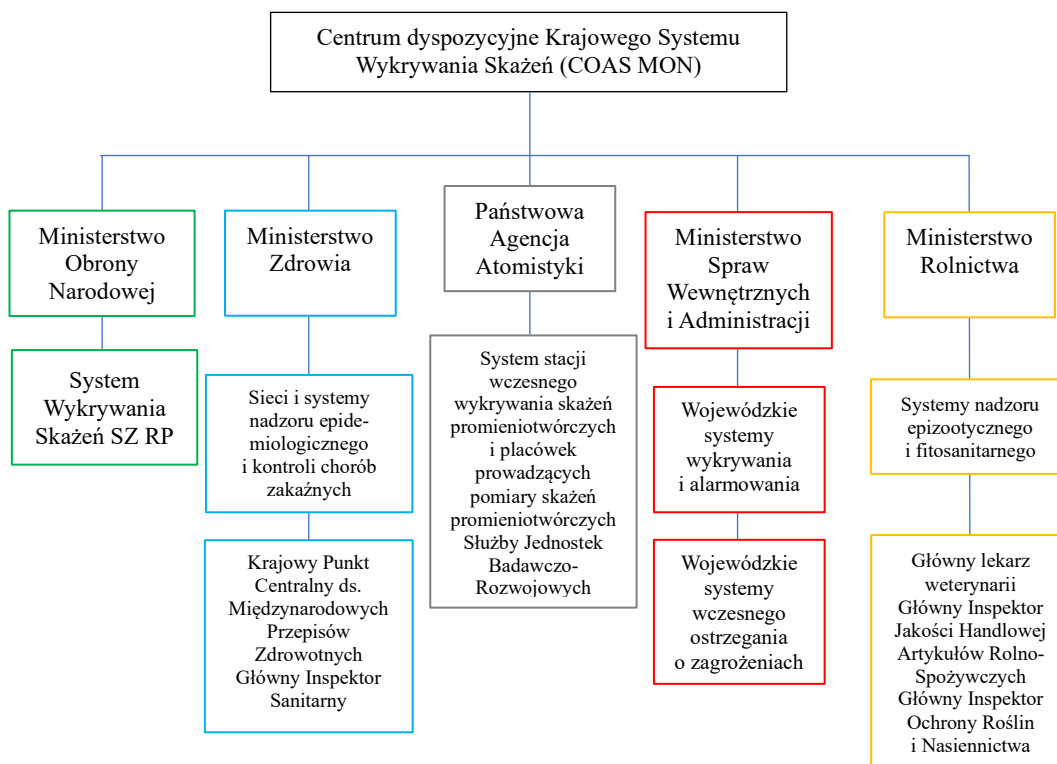 Centrum dyspozycyjne Krajowego Systemu
Wykrywania Skażeń (COAS MON)
Ministerstwo
Obrony
Narodowej
Ministerstwo
Zdrowia
Państwowa
Agencja
Atomistyki
Ministerstwo
Spraw
Wewnętrznych
i Administracji
Ministerstwo
Rolnictwa
System
Wykrywania
Skażeń SZ RP
Sieci i systemy
nadzoru epide-
miologicznego
i kontroli chorób
zakaźnych
System stacji
wczesnego
wykrywania skażeń
promieniotwórczych
i placówek
prowadzących
pomiary skażeń
promieniotwórczych
Służby Jednostek
Badawczo-
Rozwojowych
Wojewódzkie
systemy
wykrywania
i alarmowania
Systemy nadzoru
epizootycznego
i fitosanitarnego
Krajowy Punkt
Centralny ds.
Międzynarodowych
Przepisów
Zdrowotnych
Główny Inspektor
Sanitarny
Wojewódzkie
systemy
wczesnego
ostrzegania
o zagrożeniach
Główny lekarz
weterynarii
Główny Inspektor
Jakości Handlowej
Artykułów Rolno-
Spożywczych
Główny Inspektor
Ochrony Roślin
i Nasiennictwa